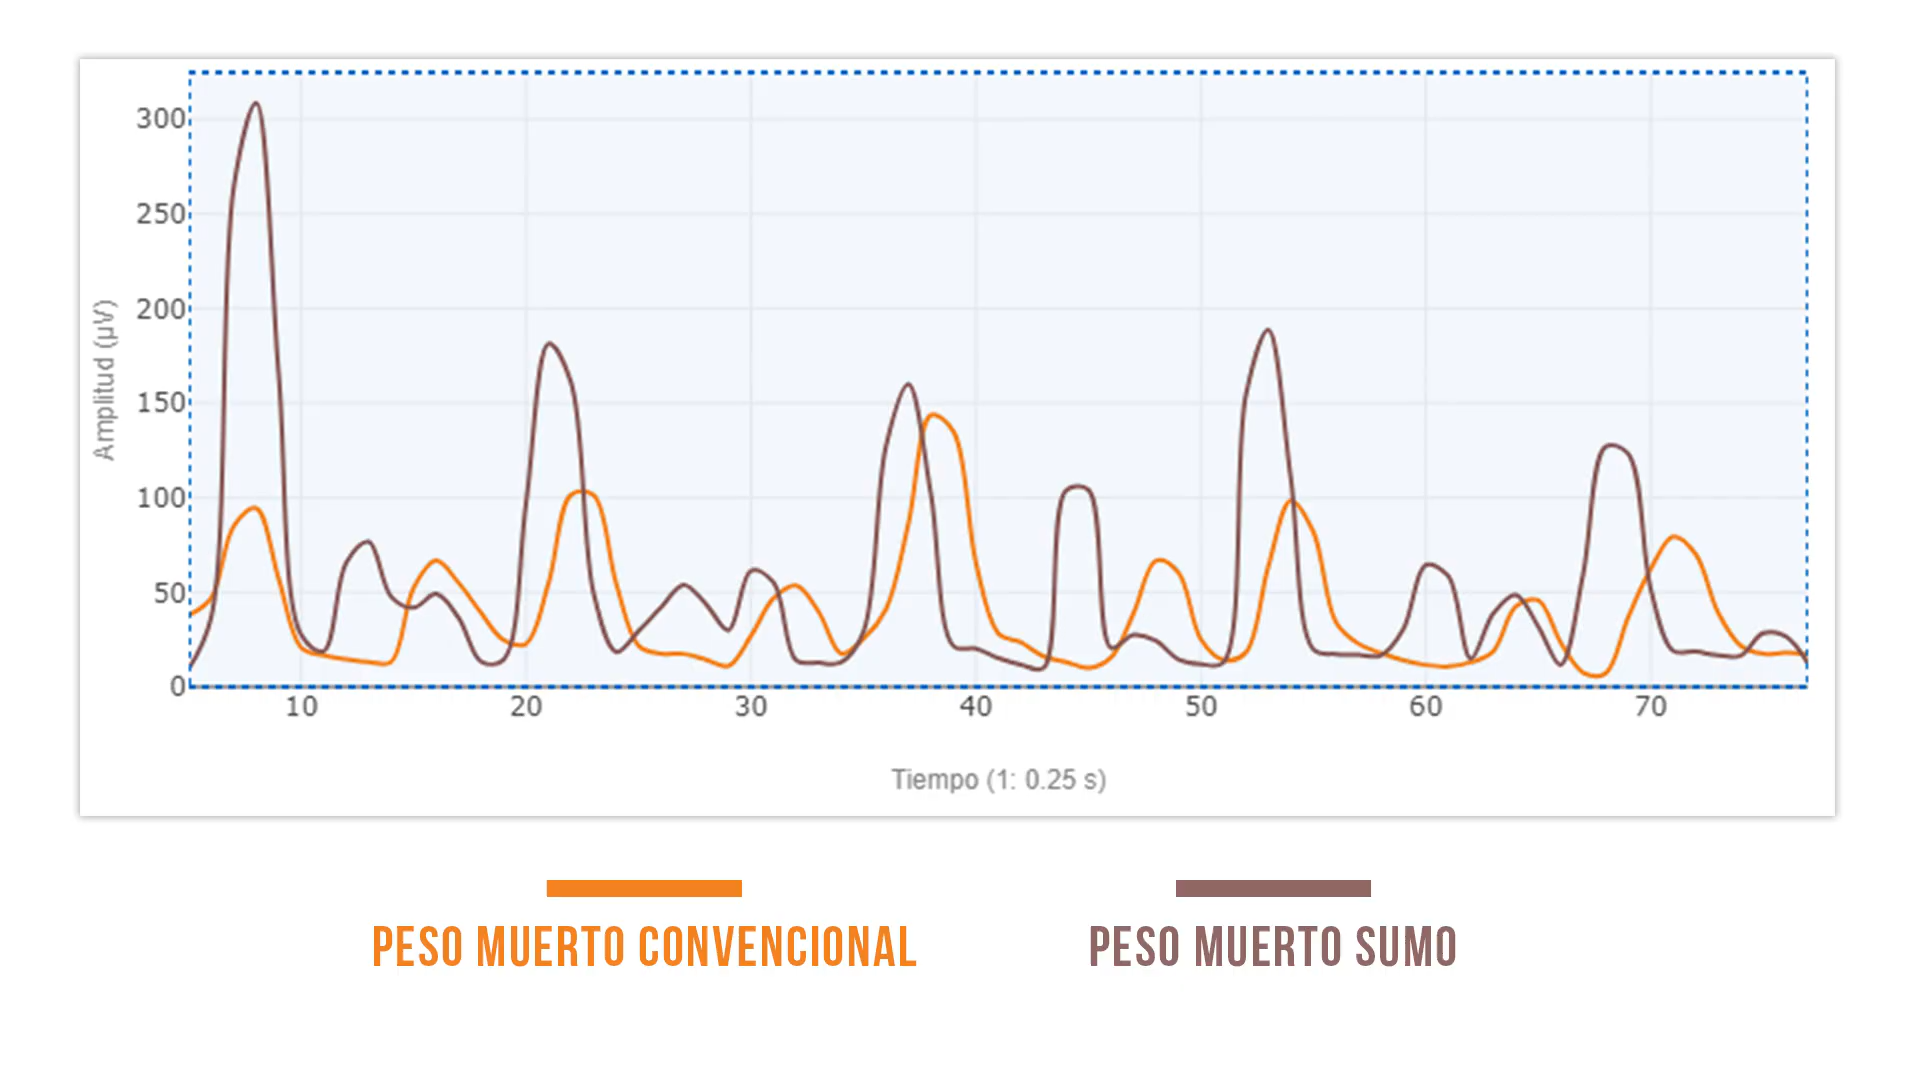 300
250
200
150
100
50
0
Amplitud (µV)
10 20 30 40 50 60 70
Tiempo (1: 0.25 s)
PESO MUERTO CONVENCIONAL
PESO MUERTO SUMO